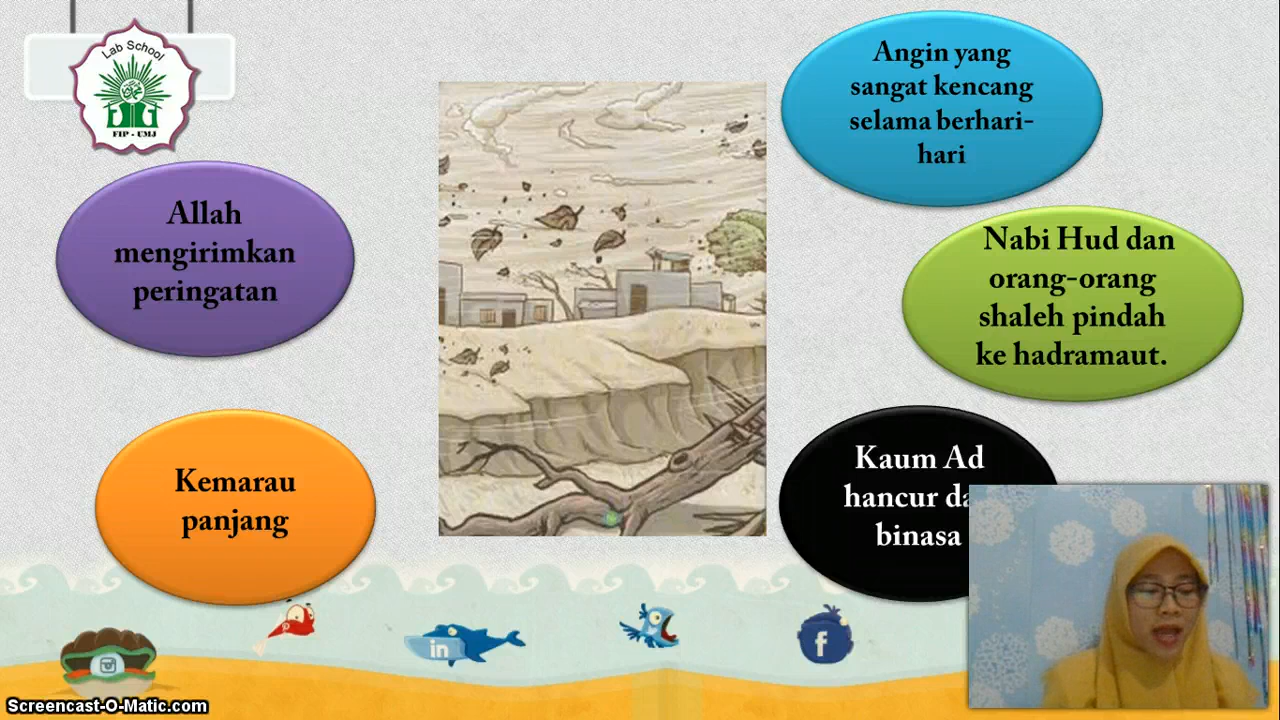 Lab School
FIP - UMJ
Allah
mengirimkan
peringatan
Kemarau
panjang
Angin yang
sangat kencang
selama berhari-
hari
Nabi Hud dan
orang-orang
shaleh pindah
ke hadramaut.
Kaum Ad
hancur
binasa
in
f
Screencast-O-Matic.com